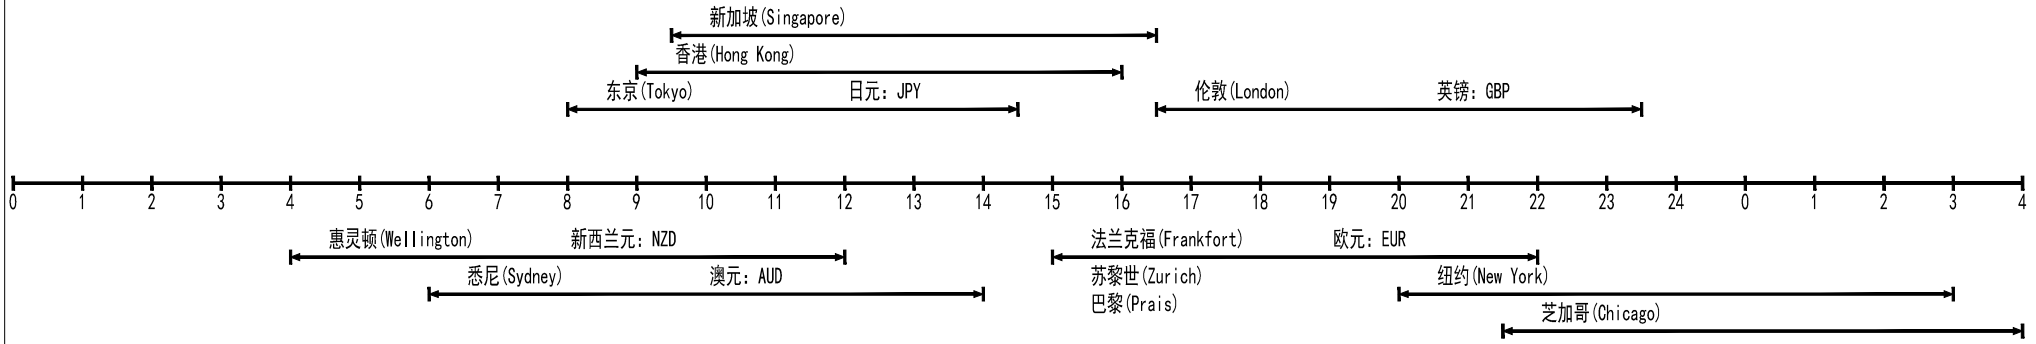 新加坡(Singapore)
香港(Hong Kong)
东京(Tokyo) 日元: JPY
伦敦(London) 英镑: GBP
0 1 2 3 4 5 6 7 8 9 10 11 12 13 14 15 16 17 18 19 20 21 22 23 24 0 1 2 3 4
惠灵顿(Wellington) 新西兰元: NZD
法兰克福(Frankfort) 欧元: EUR
悉尼(Sydney) 澳元: AUD
苏黎世(Zurich)
纽约(New York)
巴黎(Prais)
芝加哥(Chicago)